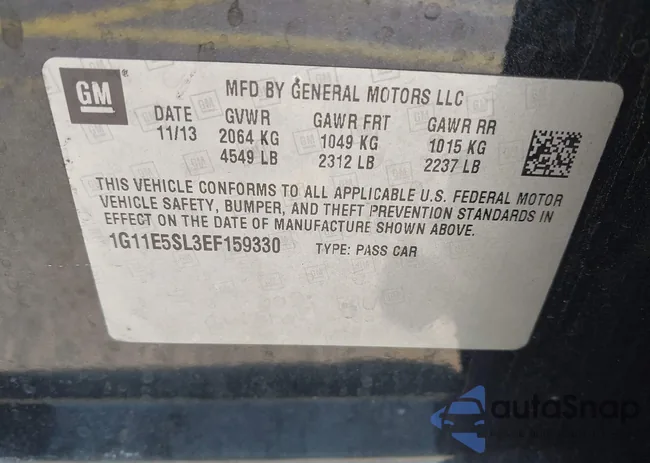 GM
MFD BY GENERAL MOTORS LLC
DATE GVWR GAWR FRT GAWR RR
11/13 2064 KG 1049 KG 1015 KG
4549 LB 2312 LB 2237 LB
THIS VEHICLE CONFORMS TO ALL APPLICABLE U.S. FEDERAL MOTOR
VEHICLE SAFETY, BUMPER, AND THEFT PREVENTION STANDARDS IN
EFFECT ON THE DATE OF MANUFACTURE SHOWN ABOVE.
1G11E5SL3EF159330 TYPE: PASS CAR
autoSnap